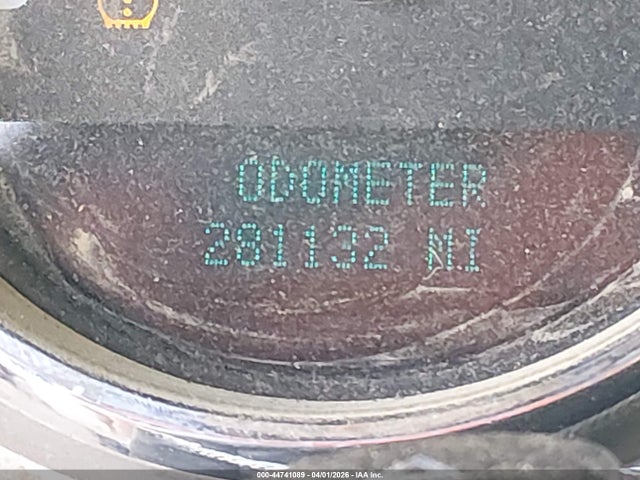 ODOMETER
281132 MI
000-44741089 - 04/01/2026 - IAA Inc.